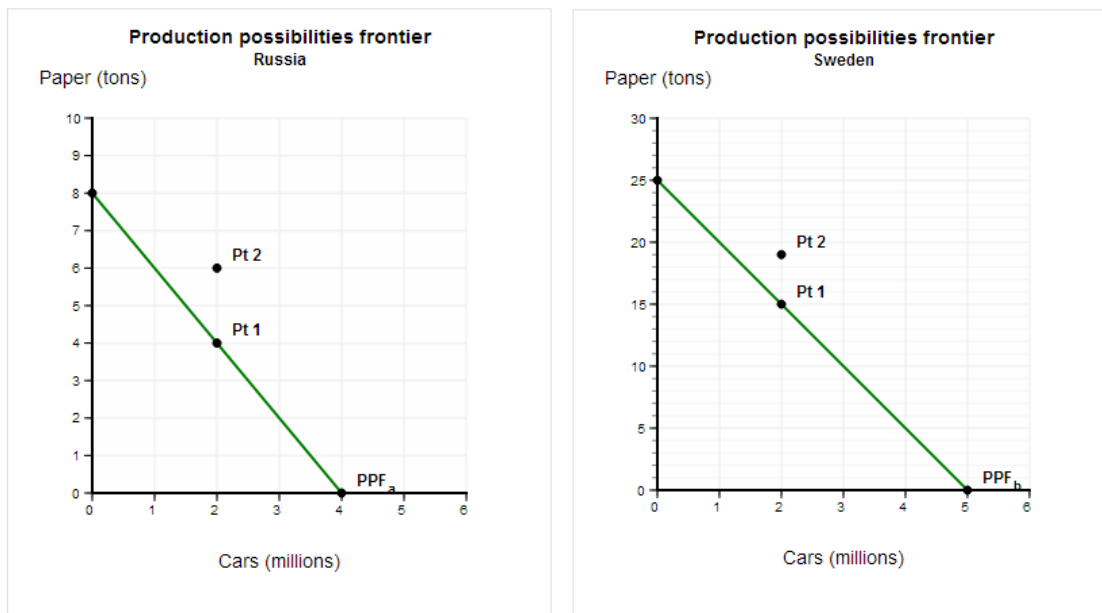 Production possibilities frontier
Russia
Paper (tons)
10
9
8
7
6
5
4
3
2
1
0
Pt 2
Pt 1
PPFa
0 1 2 3 4 5 6
Cars (millions)
Production possibilities frontier
Sweden
Paper (tons)
30
25
20
15
10
5
0
Pt 2
Pt 1
PPFb
0 1 2 3 4 5 6
Cars (millions)